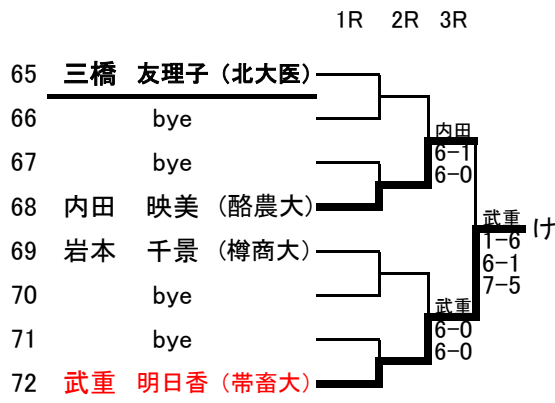 1R 2R 3R
65 三橋 友理子（北大医）
66 bye
67 bye
内田
6-1
6-0
68 内田 映美（酪農大）
武重
1-6
6-1
7-5
け
69 岩本 千景（樽商大）
70 bye
71 bye
武重
6-0
6-0
72 武重 明日香（帯畜大）